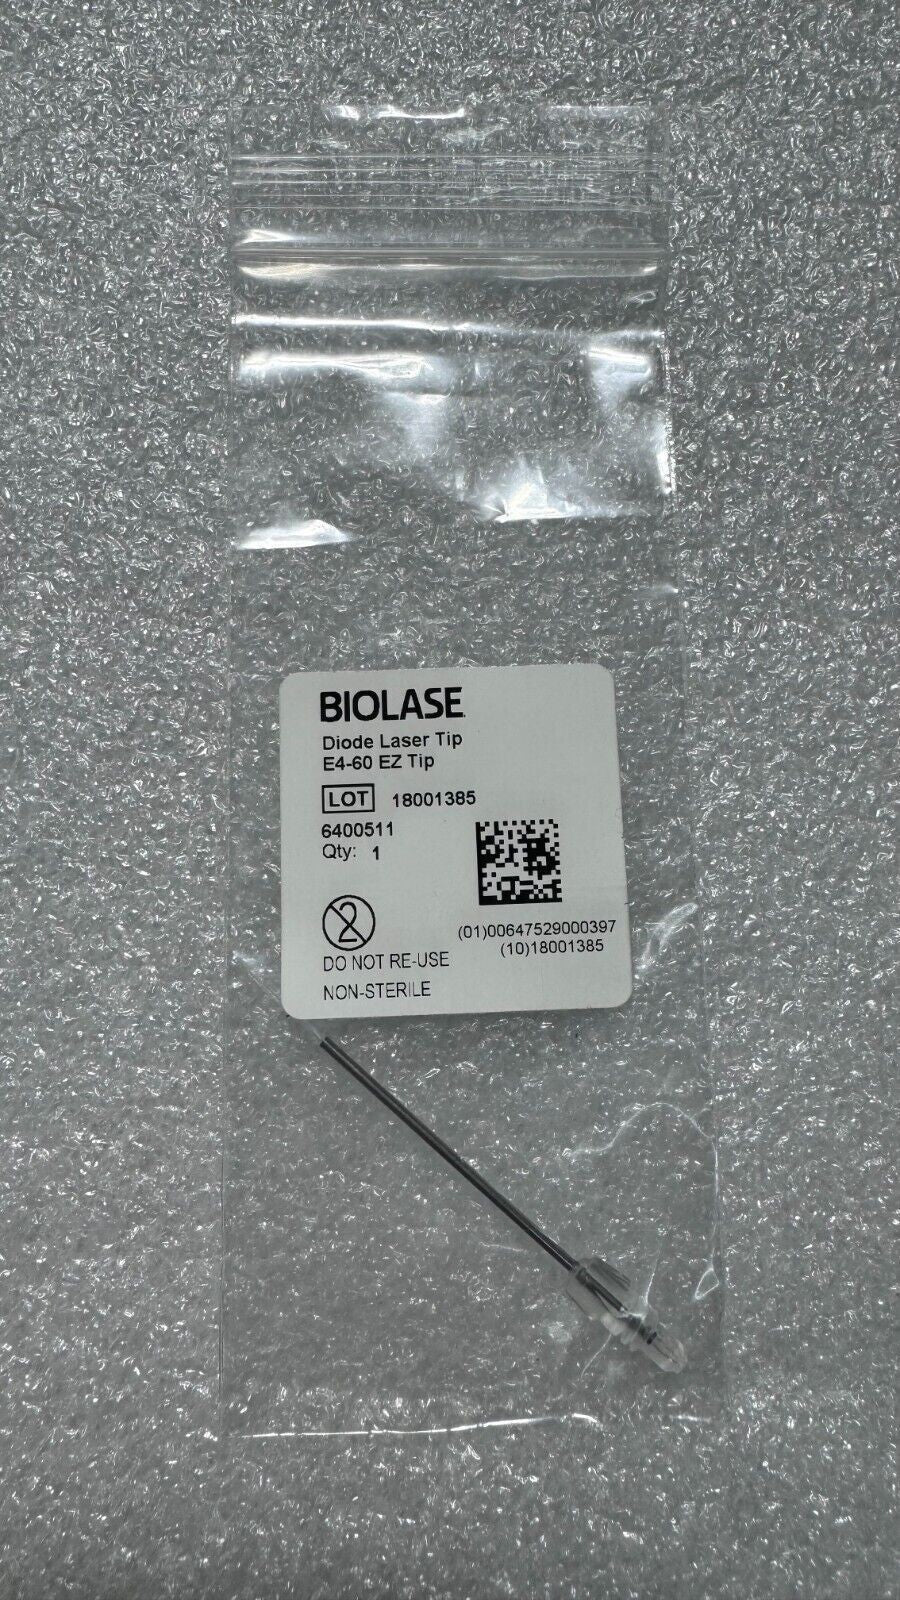 BIOLASE
Diode Laser Tip
E4-60 EZ Tip
LOT 18001385
6400511
Qty: 1
2
(01)00647529000397
(10)18001385
DO NOT RE-USE
NON-STERILE